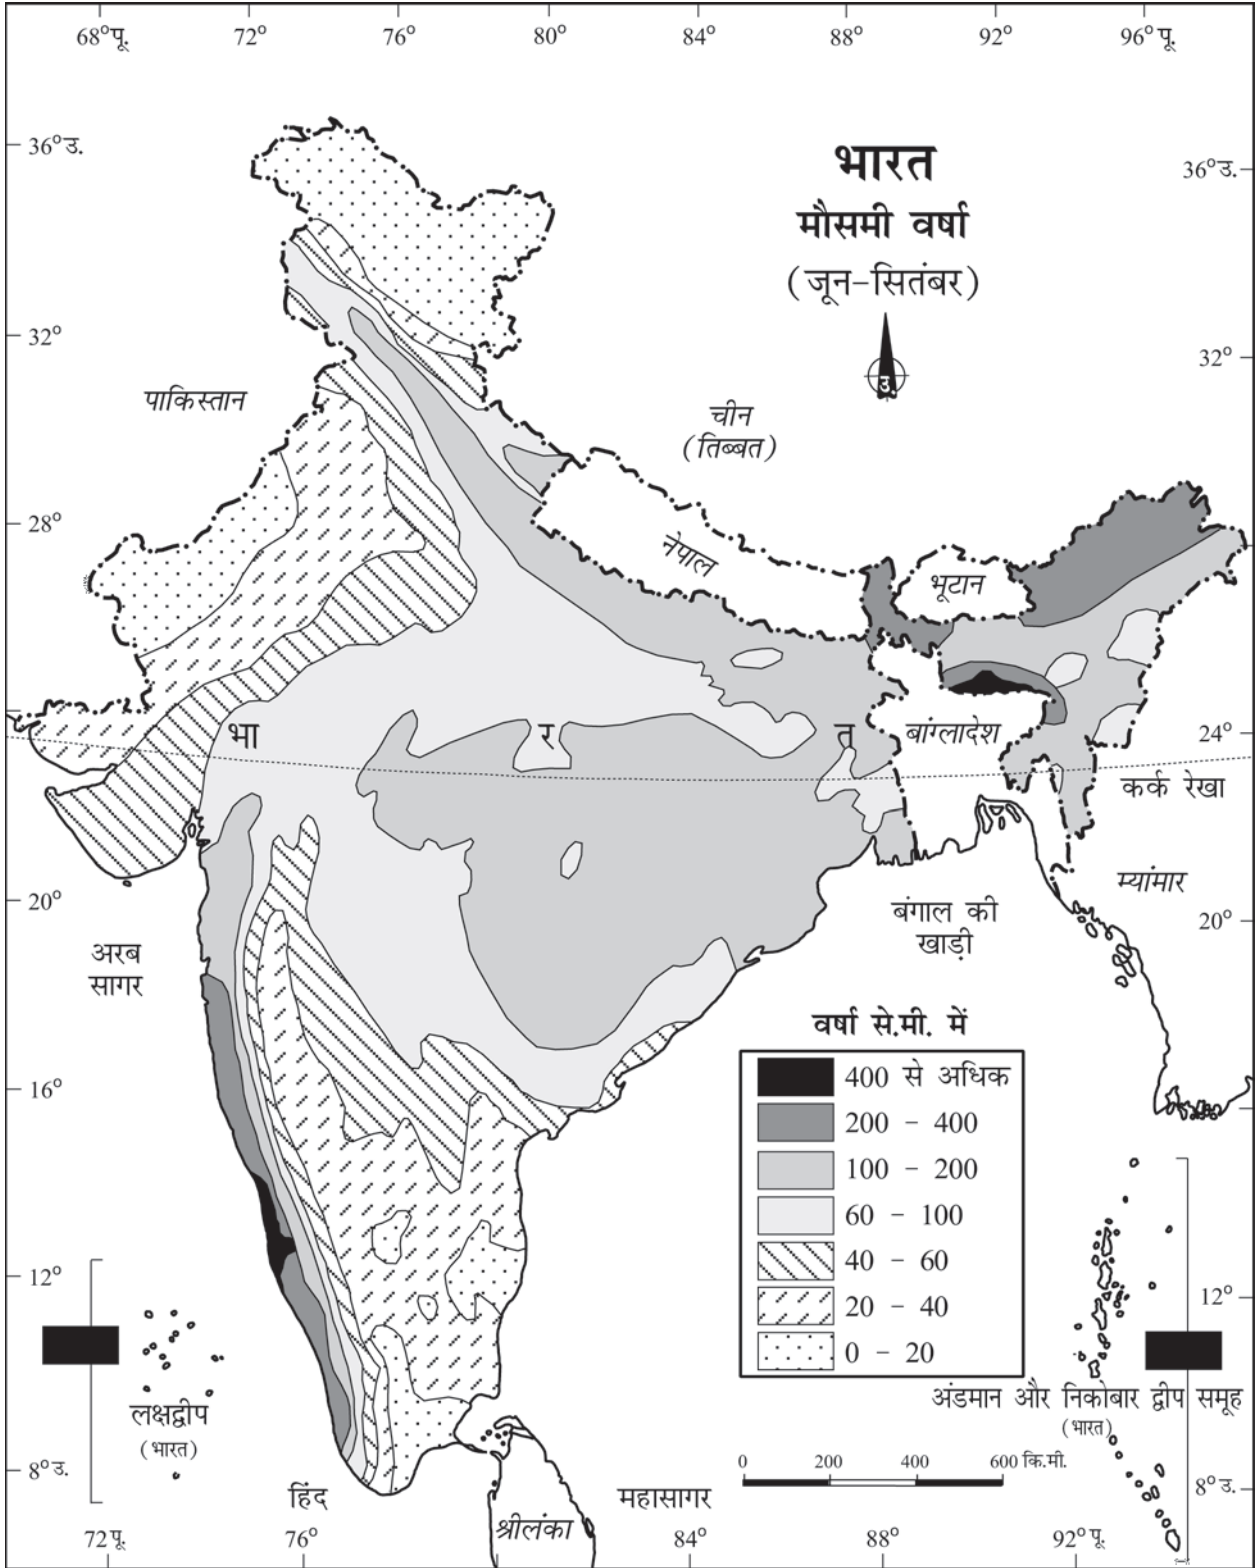 68°पू.
72°
76°
80°
84°
88°
92°
96°पू.
36°उ.
36°उ.
भारत
मौसमी वर्षा
(जून-सितंबर)
उ.
32°
32°
पाकिस्तान
चीन
(तिब्बत)
28°
नेपाल
भूटान
भा
र
त
बांग्लादेश
24°
कर्क रेखा
म्यांमार
20°
20°
बंगाल की
खाड़ी
अरब
सागर
वर्षा से.मी. में
400 से अधिक
200 - 400
100 - 200
60 - 100
40 - 60
20 - 40
0 - 20
16°
12°
12°
लक्षद्वीप
(भारत)
अंडमान और निकोबार द्वीप समूह
(भारत)
0
200
400
600 कि.मी.
8°उ.
8°उ.
हिंद
महासागर
श्रीलंका
72°पू.
76°
84°
88°
92°पू.